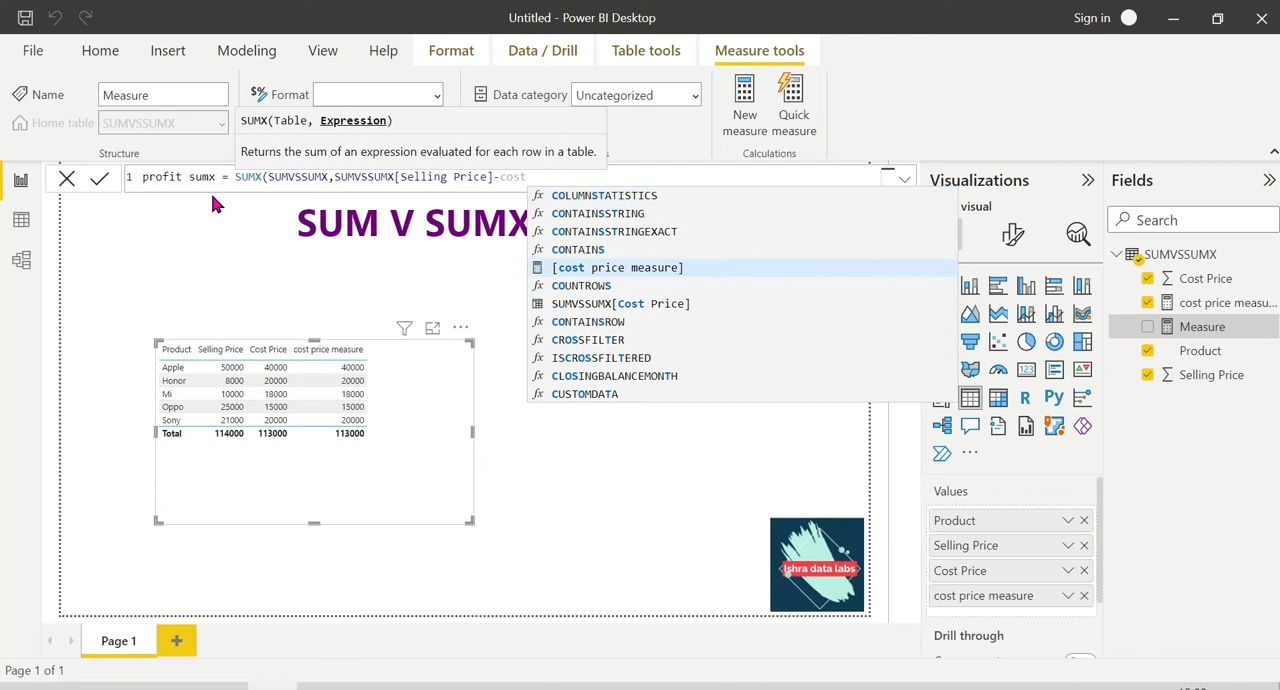 Untitled - Power BI Desktop
Sign in
File Home Insert Modeling View Help Format Data / Drill Table tools Measure tools
Name Measure
Home table SUMVSSUMX
Structure
$% Format
Data category Uncategorized
New measure
Quick measure
Calculations
SUMX(Table, Expression)
Returns the sum of an expression evaluated for each row in a table.
1 profit sumx = SUMX(SUMVSSUMX,SUMVSSUMX[Selling Price]-cost
COLUMNSTATISTICS
CONTAINSSTRING
CONTAINSSTRINGEXACT
CONTAINS
[cost price measure]
COUNTROWS
SUMVSSUMX[Cost Price]
CONTAINSROW
CROSSFILTER
ISCROSSFILTERED
CLOSINGBALANCEMONTH
CUSTOMDATA
SUM V SUMX
Product Selling Price Cost Price cost price measure
Apple 50000 40000 40000
Honor 8000 20000 20000
Mi 10000 18000 18000
Oppo 25000 15000 15000
Sony 21000 20000 20000
Total 114000 113000 113000
Ishra data labs
Visualizations
visual
R
Py
123
Values
Product
Selling Price
Cost Price
cost price measure
Drill through
Fields
Search
SUMVSSUMX
Cost Price
cost price measu...
Measure
Product
Selling Price
Page 1
Page 1 of 1